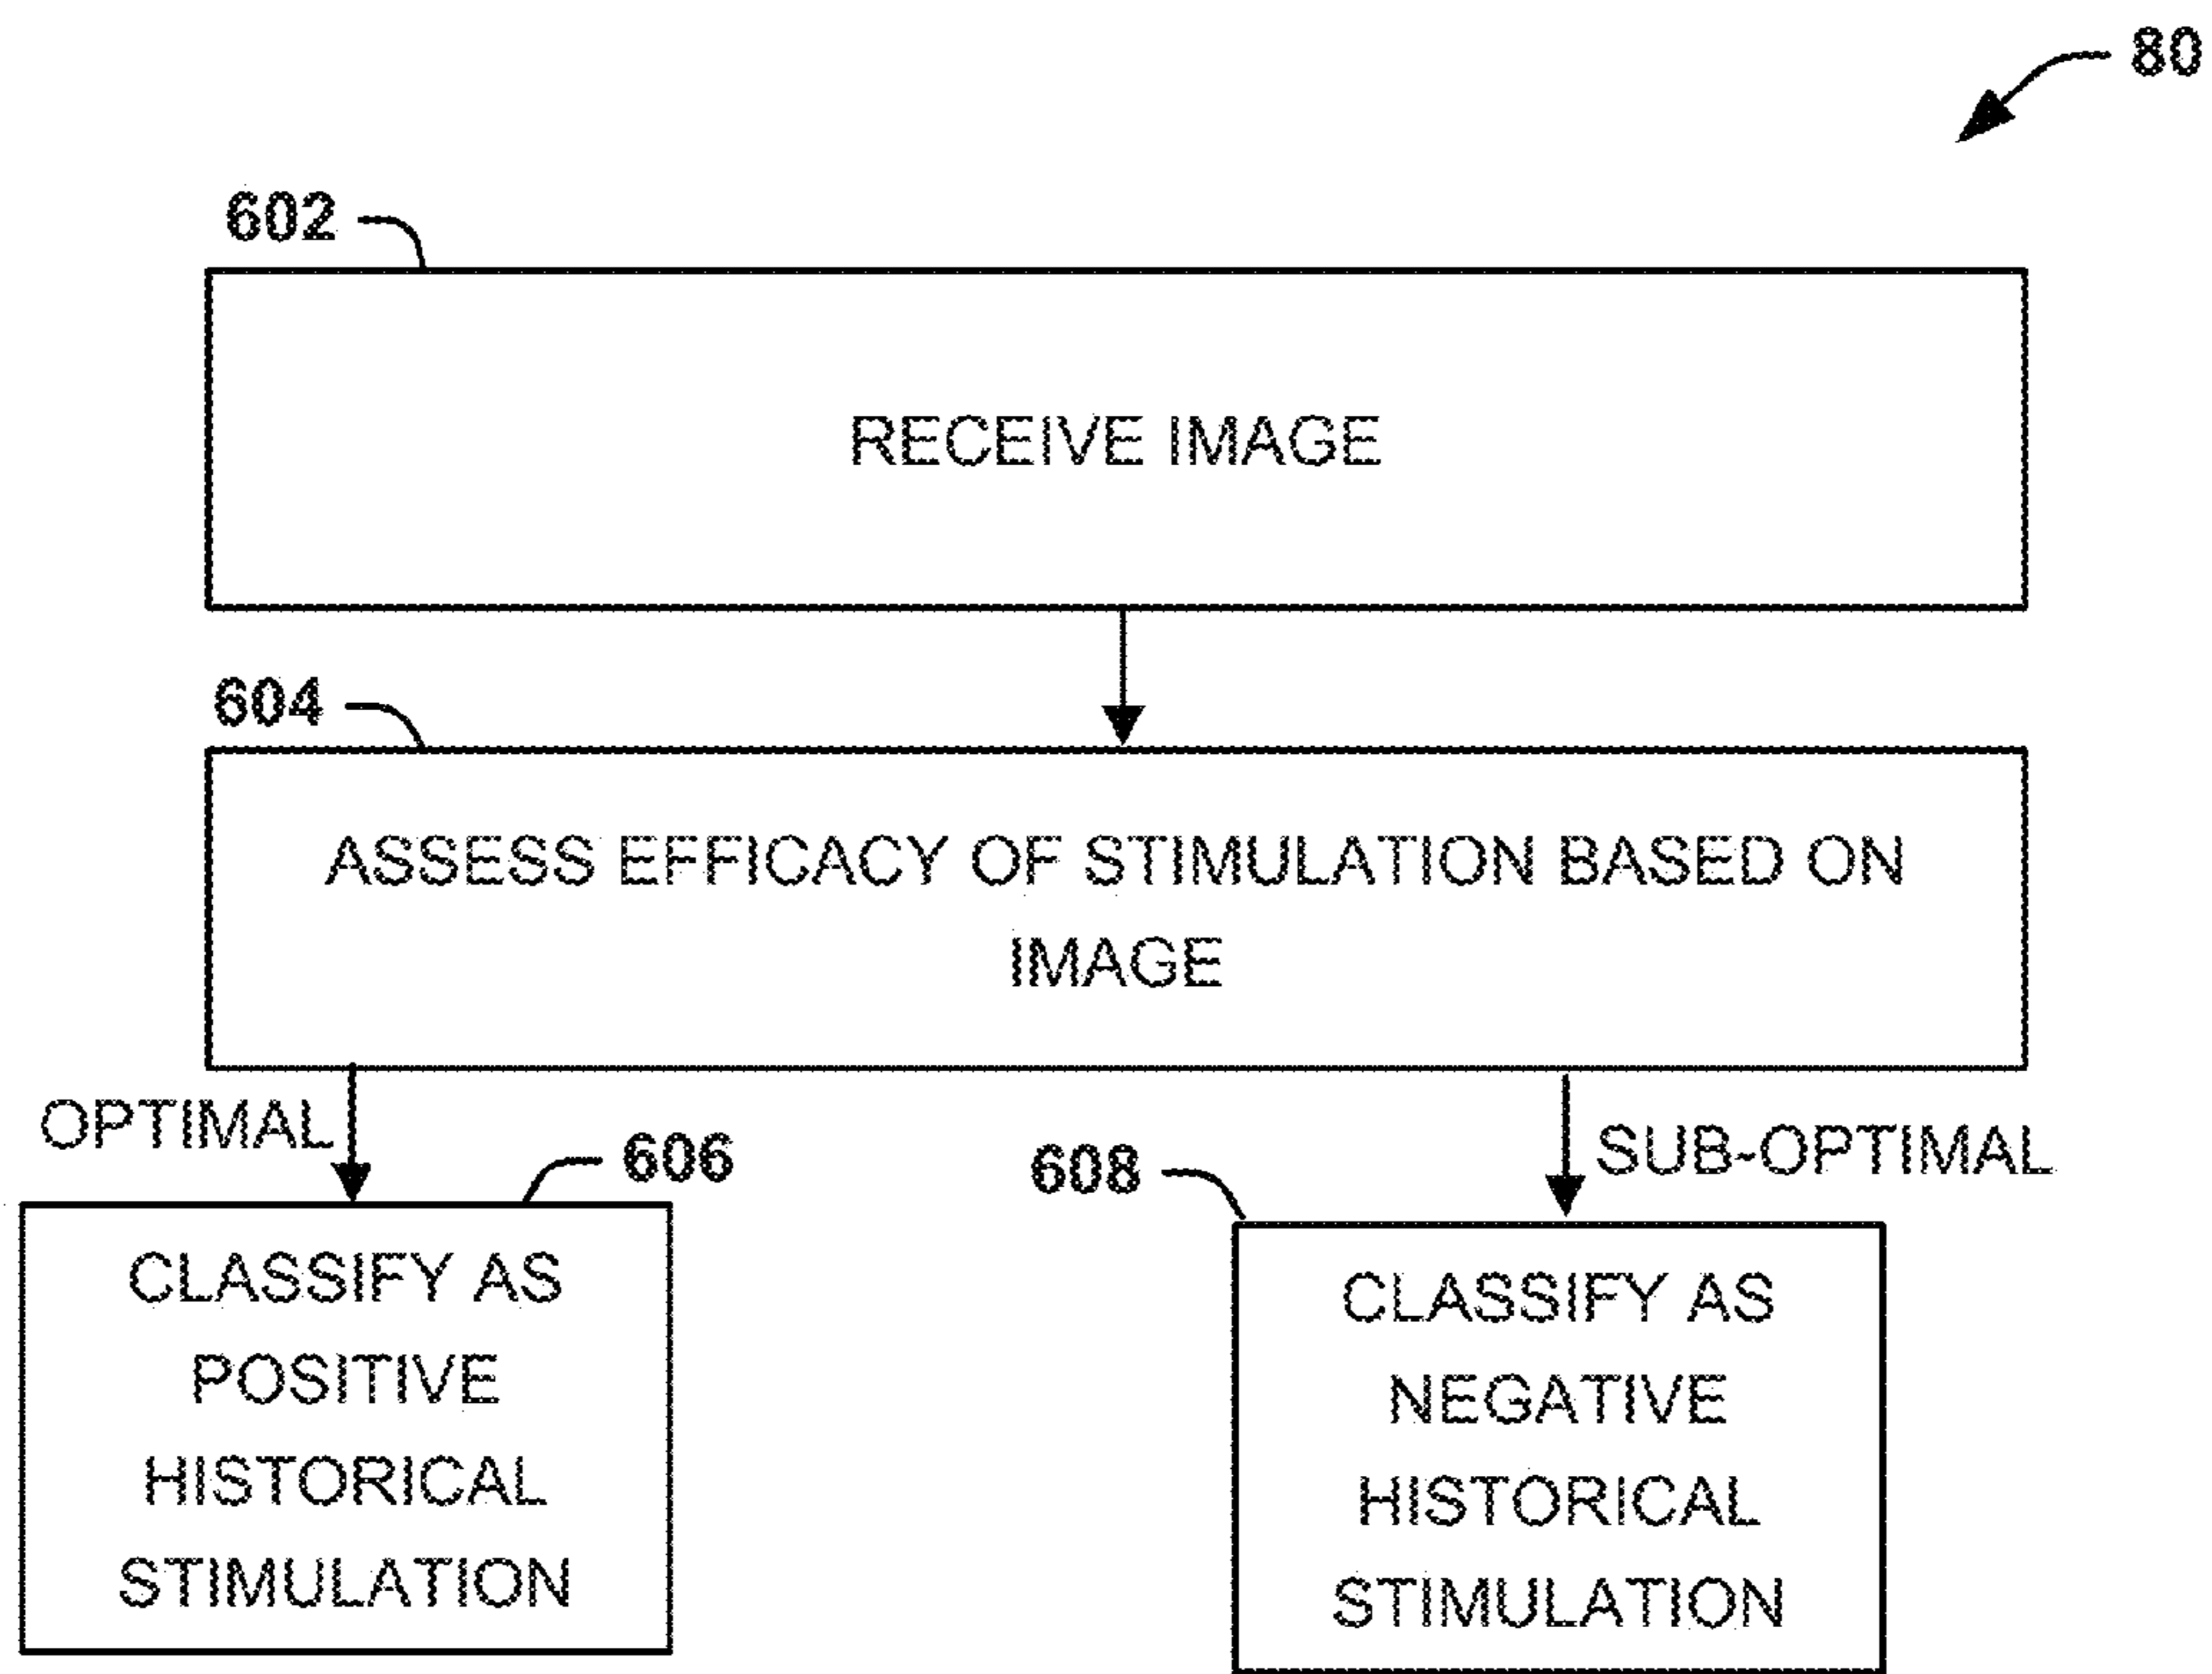 80
602
RECEIVE IMAGE
604
ASSESS EFFICACY OF STIMULATION BASED ON
IMAGE
OPTIMAL
606
608
SUB-OPTIMAL
CLASSIFY AS
POSITIVE
HISTORICAL
STIMULATION
CLASSIFY AS
NEGATIVE
HISTORICAL
STIMULATION